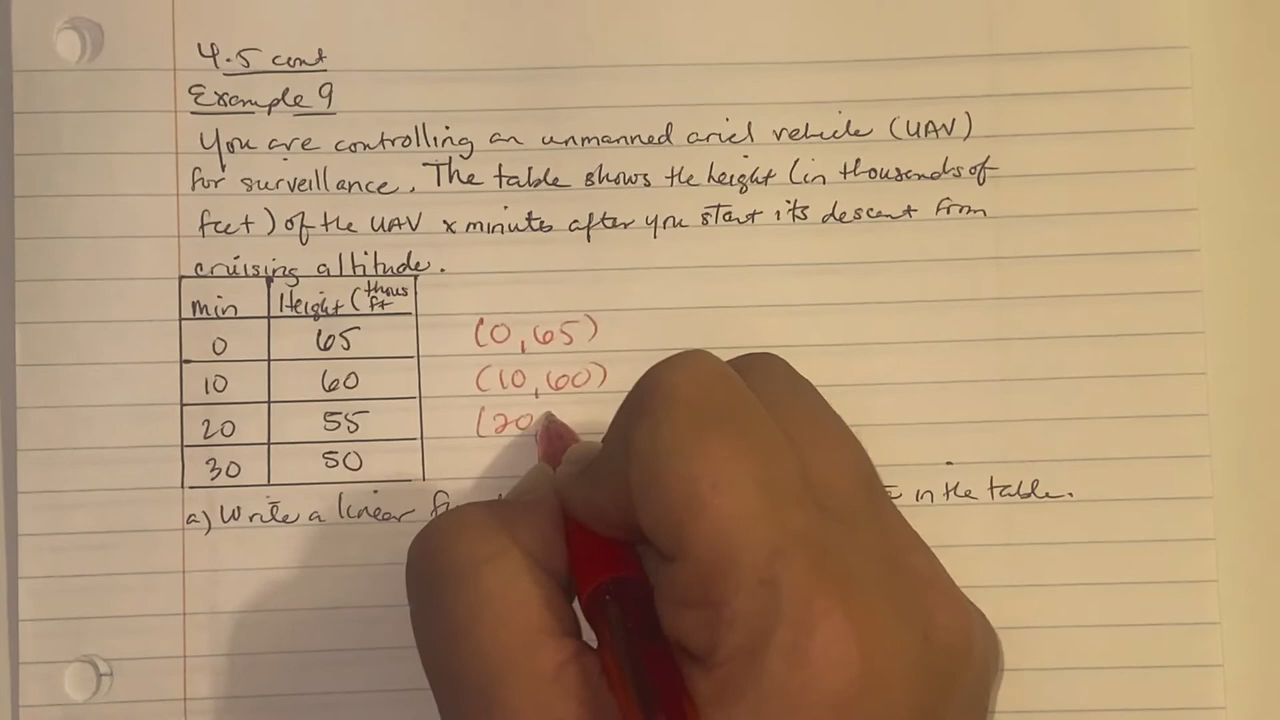 4.5 cont
Example 9
You are controlling an unmanned ariel vehicle (UAV)
for surveillance. The table shows the height (in thousands of
feet) of the UAV x minutes after you start its descent from
cruising altitude.
min Height (thous ft
0 65 (0,65)
10 60 (10,60)
20 55 (20
30 50
a) Write a linear in the table.